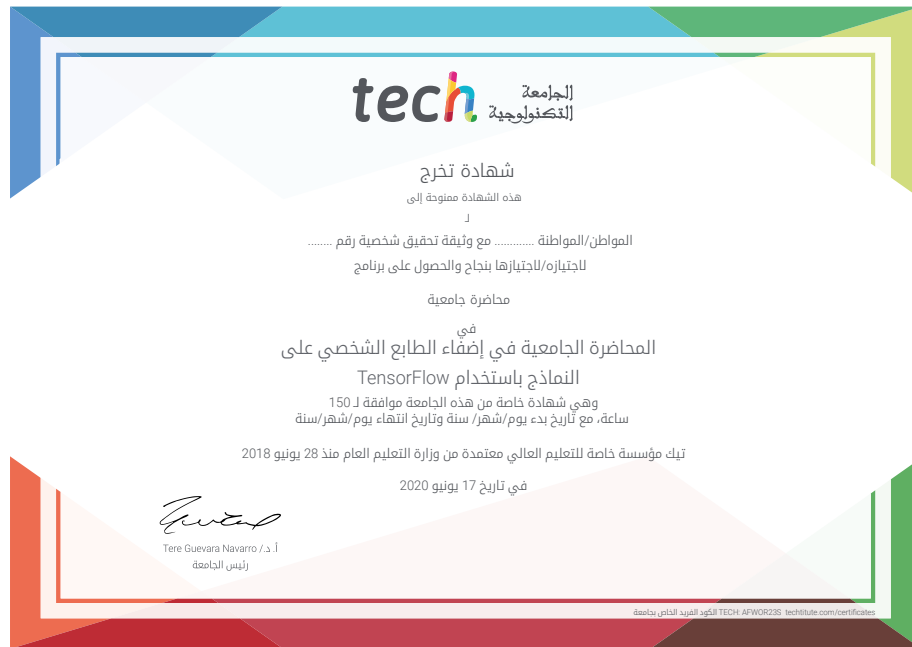 tech
الجامعة
التكنولوجية
شهادة تخرج
هذه الشهادة ممنوحة إلى
لـ
المواطن/المواطنة ............ مع وثيقة تحقيق شخصية رقم ........
لاجتيازه/لاجتيازها بنجاح والحصول على برنامج
محاضرة جامعية
في
المحاضرة الجامعية في إضفاء الطابع الشخصي على
النماذج باستخدام TensorFlow
وهي شهادة خاصة من هذه الجامعة موافقة لـ 150
ساعة، مع تاريخ بدء يوم/شهر/ سنة وتاريخ انتهاء يوم/شهر/سنة
تيك مؤسسة خاصة للتعليم العالي معتمدة من وزارة التعليم العام منذ 28 يونيو 2018
في تاريخ 17 يونيو 2020
أ. د./ Tere Guevara Navarro
رئيس الجامعة
الكود الفريد الخاص بجامعة TECH: AFWOR23S techtitute.com/certificates